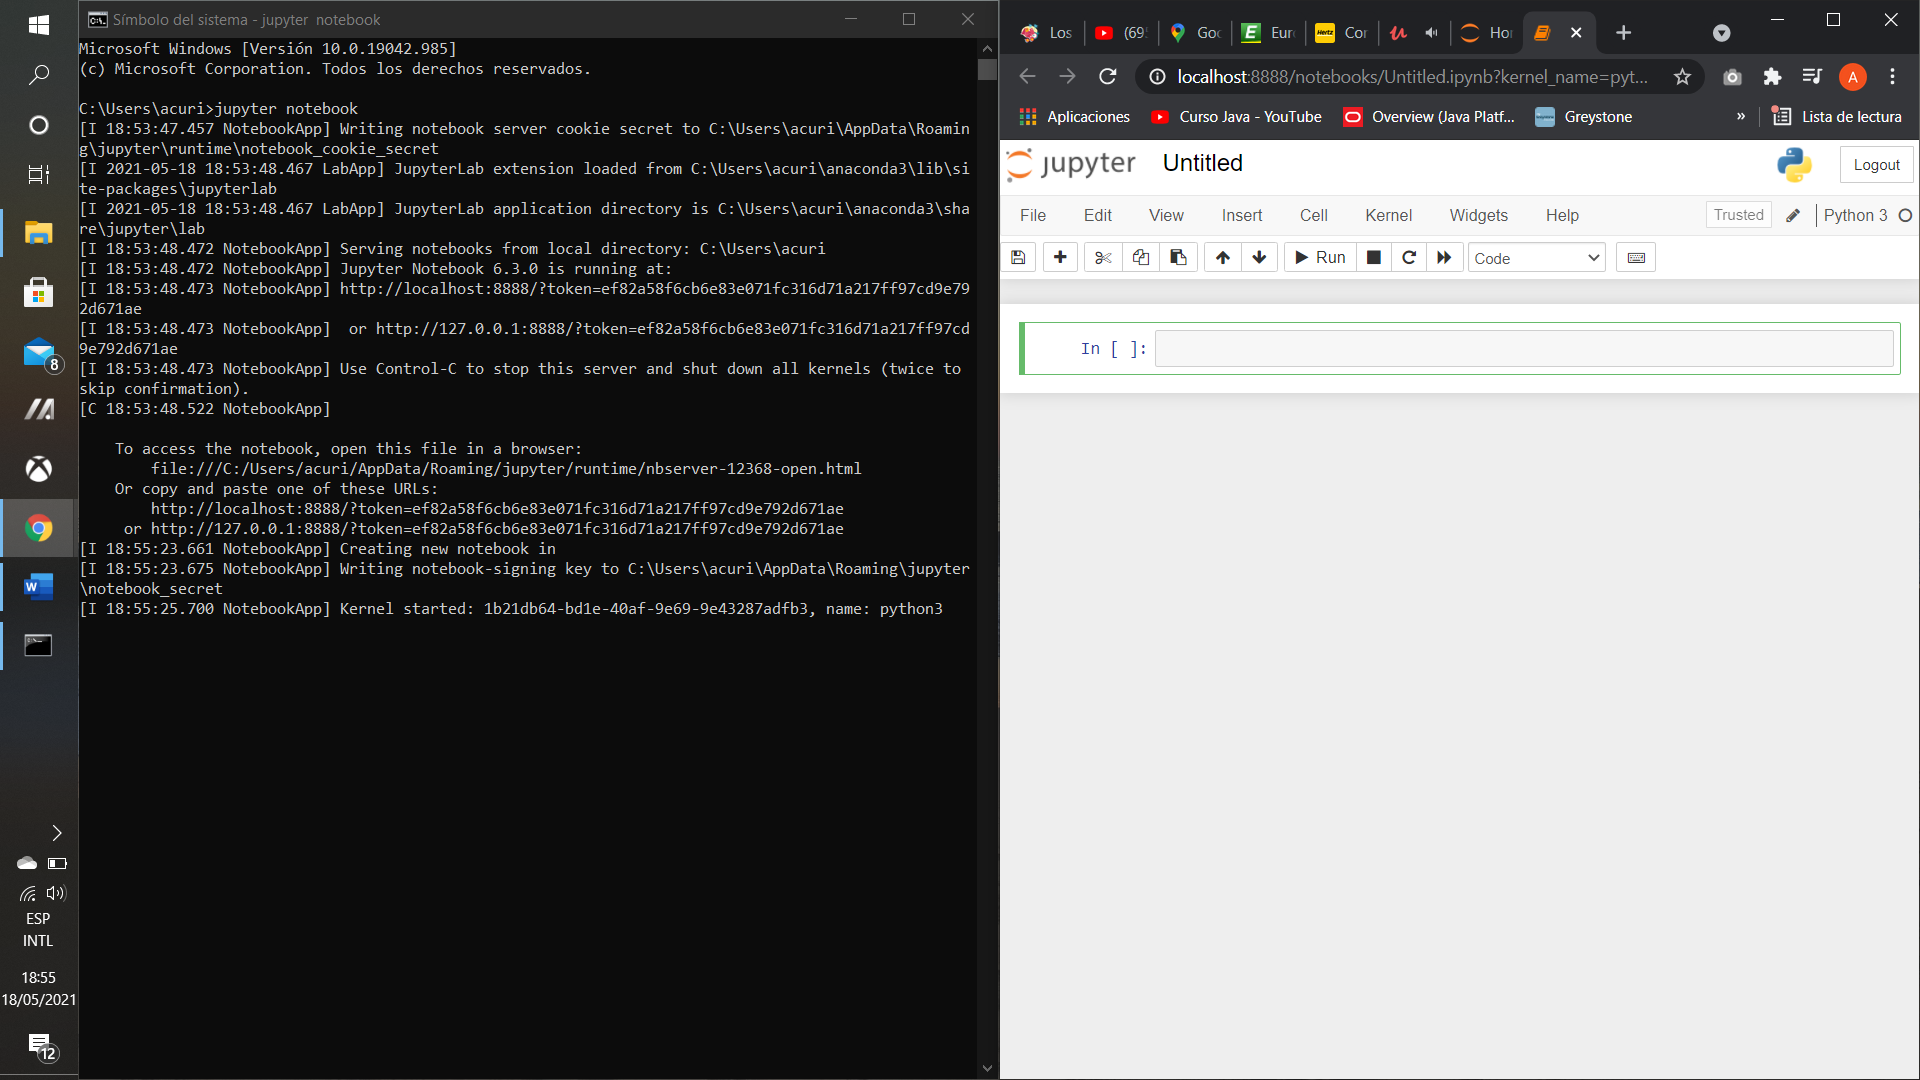 Símbolo del sistema - jupyter  notebook
Microsoft Windows [Versión 10.0.19042.985]
(c) Microsoft Corporation. Todos los derechos reservados.
C:\Users\acuri>jupyter notebook
[I 18:53:47.457 NotebookApp] Writing notebook server cookie secret to C:\Users\acuri\AppData\Roamin
g\jupyter\runtime\notebook_cookie_secret
[I 2021-05-18 18:53:48.467 LabApp] JupyterLab extension loaded from C:\Users\acuri\anaconda3\lib\si
te-packages\jupyterlab
[I 2021-05-18 18:53:48.467 LabApp] JupyterLab application directory is C:\Users\acuri\anaconda3\sha
re\jupyter\lab
[I 18:53:48.472 NotebookApp] Serving notebooks from local directory: C:\Users\acuri
[I 18:53:48.472 NotebookApp] Jupyter Notebook 6.3.0 is running at:
[I 18:53:48.473 NotebookApp] http://localhost:8888/?token=ef82a58f6cb6e83e071fc316d71a217ff97cd9e79
2d671ae
[I 18:53:48.473 NotebookApp]  or http://127.0.0.1:8888/?token=ef82a58f6cb6e83e071fc316d71a217ff97cd
9e792d671ae
[I 18:53:48.473 NotebookApp] Use Control-C to stop this server and shut down all kernels (twice to
skip confirmation).
[C 18:53:48.522 NotebookApp]
To access the notebook, open this file in a browser:
file:///C:/Users/acuri/AppData/Roaming/jupyter/runtime/nbserver-12368-open.html
Or copy and paste one of these URLs:
http://localhost:8888/?token=ef82a58f6cb6e83e071fc316d71a217ff97cd9e792d671ae
or http://127.0.0.1:8888/?token=ef82a58f6cb6e83e071fc316d71a217ff97cd9e792d671ae
[I 18:55:23.661 NotebookApp] Creating new notebook in
[I 18:55:23.675 NotebookApp] Writing notebook-signing key to C:\Users\acuri\AppData\Roaming\jupyter
\notebook_secret
[I 18:55:25.700 NotebookApp] Kernel started: 1b21db64-bd1e-40af-9e69-9e43287adfb3, name: python3
8
ESP
INTL
18:55
18/05/2021
12
Los (69 Goo Euro Cor Ho
localhost:8888/notebooks/Untitled.ipynb?kernel_name=pyt... A
Aplicaciones Curso Java - YouTube Overview (Java Platf... Greystone » Lista de lectura
jupyter Untitled Logout
File Edit View Insert Cell Kernel Widgets Help Trusted Python 3
Run Code
In [ ]: